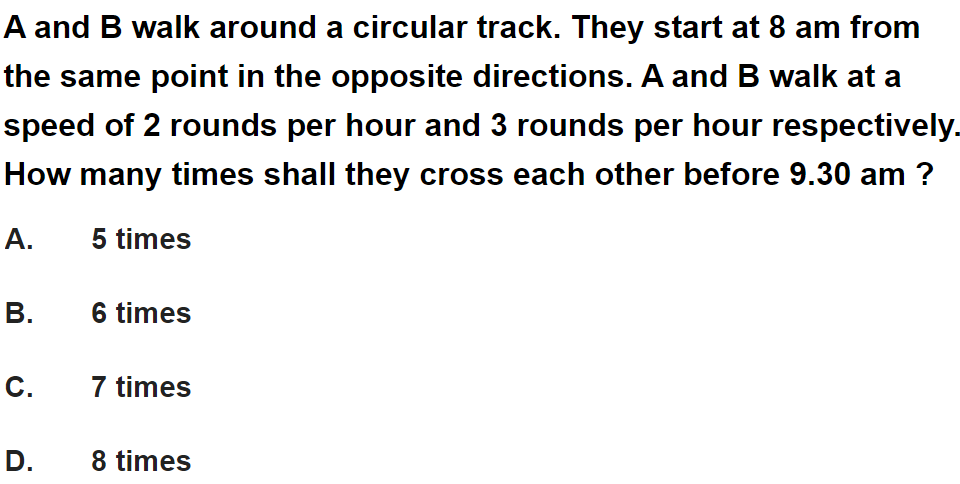 A and B walk around a circular track. They start at 8 am from
the same point in the opposite directions. A and B walk at a
speed of 2 rounds per hour and 3 rounds per hour respectively.
How many times shall they cross each other before 9.30 am ?
A. 5 times
B. 6 times
C. 7 times
D. 8 times